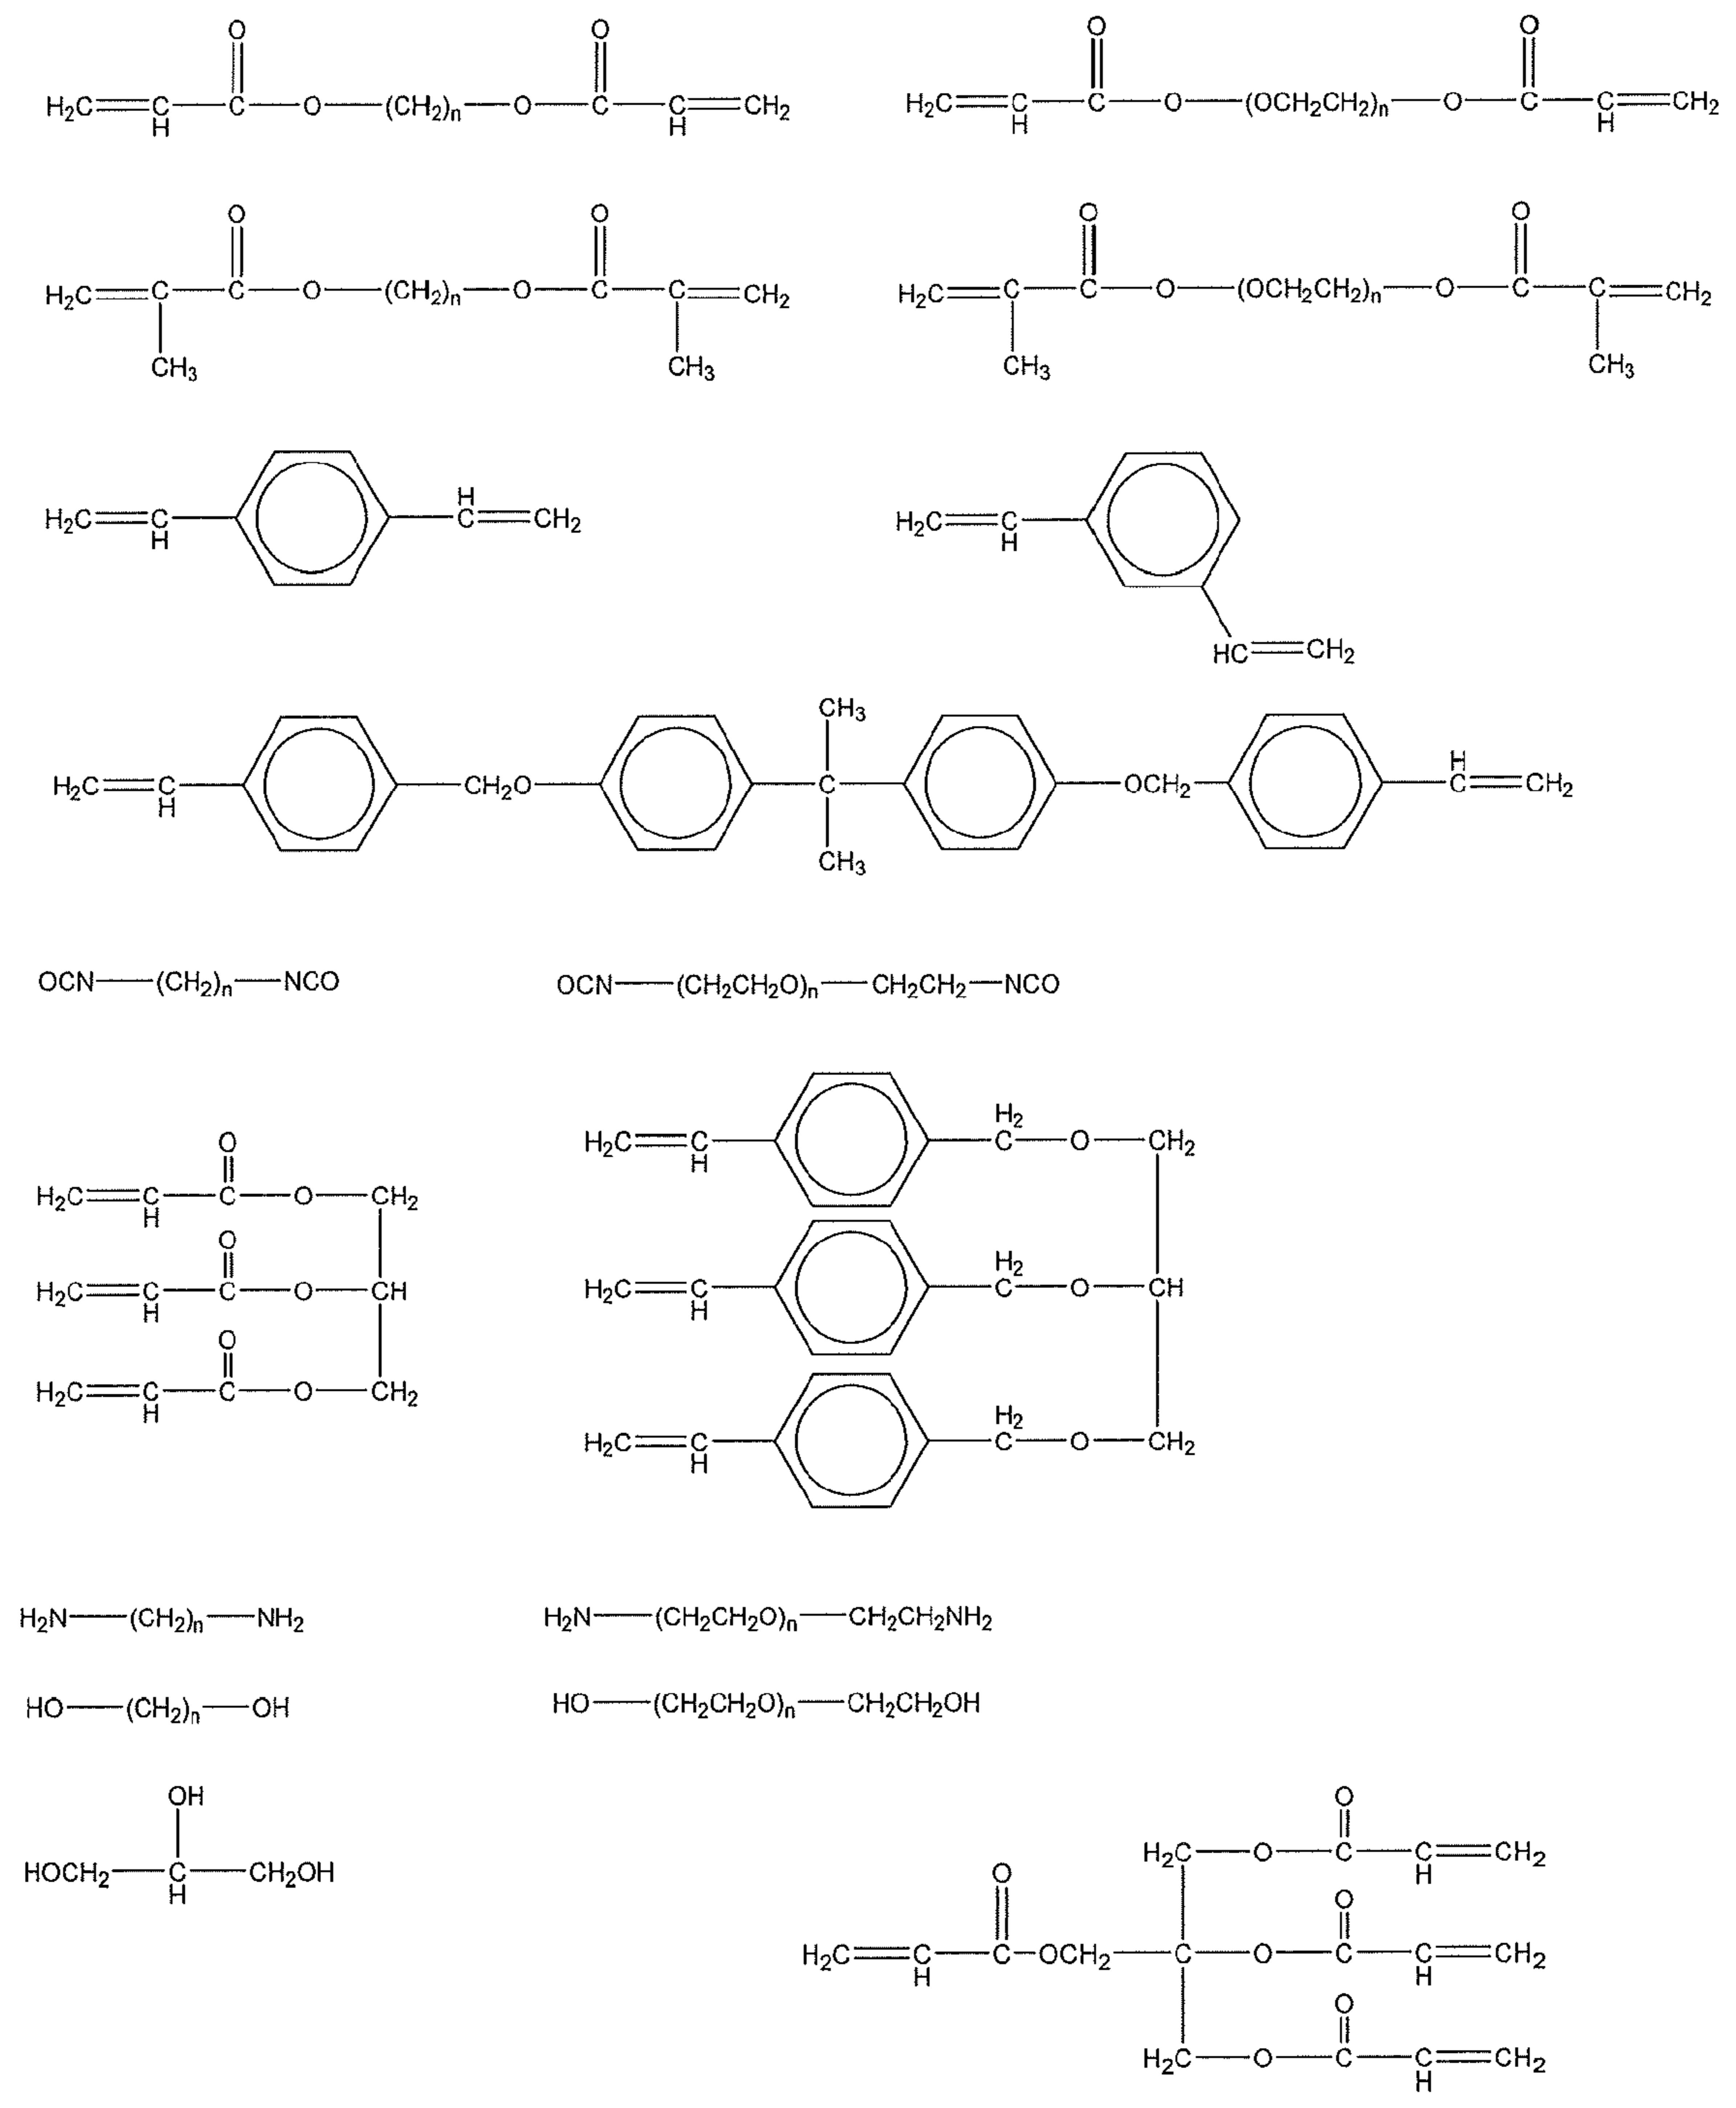 O O O O
H₂C C C O (CH₂)n O C C CH₂ H₂C C C O (OCH₂CH₂)n O C C CH₂
H H H H
O O O O
H₂C C C O (CH₂)n O C C CH₂ H₂C C C O (OCH₂CH₂)n O C C CH₂
CH₃ CH₃ CH₃ CH₃
H
H₂C C C CH₂ H₂C C
H H
HC CH₂
CH₃
H
H₂C C CH₂O C OCH₂ C CH₂
H
CH₃
OCN (CH₂)n NCO OCN (CH₂CH₂O)n CH₂CH₂ NCO
H₂
O H₂C C C O CH₂
H
H₂C C C O CH₂
H
O H₂
H₂C C C O CH H₂C C C O CH
H H
O
H₂C C C O CH₂
H
H₂
H₂C C C O CH₂
H
H₂N (CH₂)n NH₂ H₂N (CH₂CH₂O)n CH₂CH₂NH₂
HO (CH₂)n OH HO (CH₂CH₂O)n CH₂CH₂OH
OH O
H₂C O C C CH₂
H
HOCH₂ C CH₂OH O
H
O
H₂C C C OCH₂ C O C C CH₂
H H
O
H₂C O C C CH₂
H